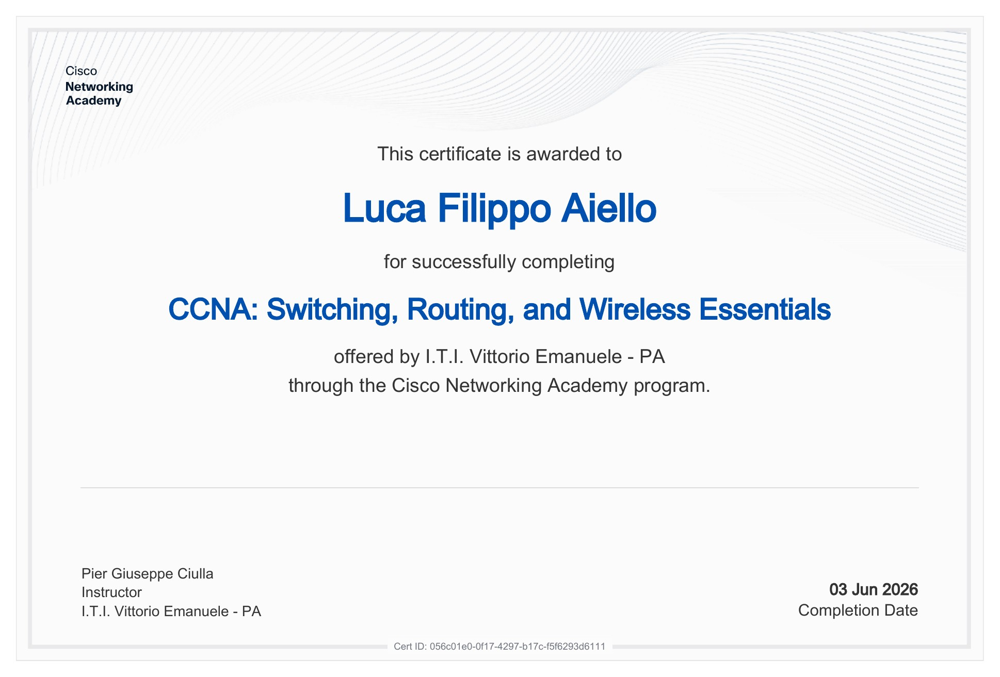 Cisco
Networking
Academy
This certificate is awarded to
Luca Filippo Aiello
for successfully completing
CCNA: Switching, Routing, and Wireless Essentials
offered by I.T.I. Vittorio Emanuele - PA
through the Cisco Networking Academy program.
Pier Giuseppe Ciulla
Instructor
I.T.I. Vittorio Emanuele - PA
03 Jun 2026
Completion Date
Cert ID: 056c01e0-0f17-4297-b17c-f5f6293d6111